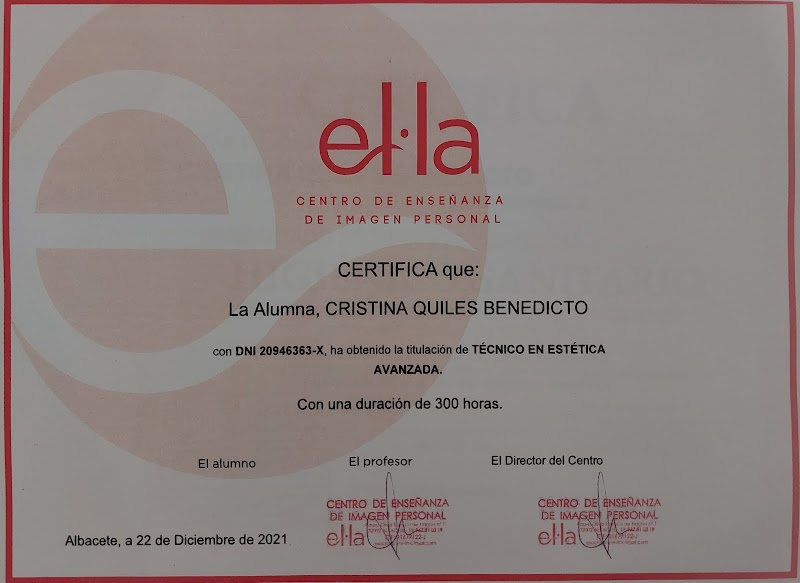 el·la
CENTRO DE ENSEÑANZA
DE IMAGEN PERSONAL
CERTIFICA que:
La Alumna, CRISTINA QUILES BENEDICTO
con DNI 20946363-X, ha obtenido la titulación de TÉCNICO EN ESTÉTICA
AVANZADA.
Con una duración de 300 horas.
El alumno
El profesor
El Director del Centro
CENTRO DE ENSEÑANZA
DE IMAGEN PERSONAL
el·la
CENTRO DE ENSEÑANZA
DE IMAGEN PERSONAL
el·la
Albacete, a 22 de Diciembre de 2021